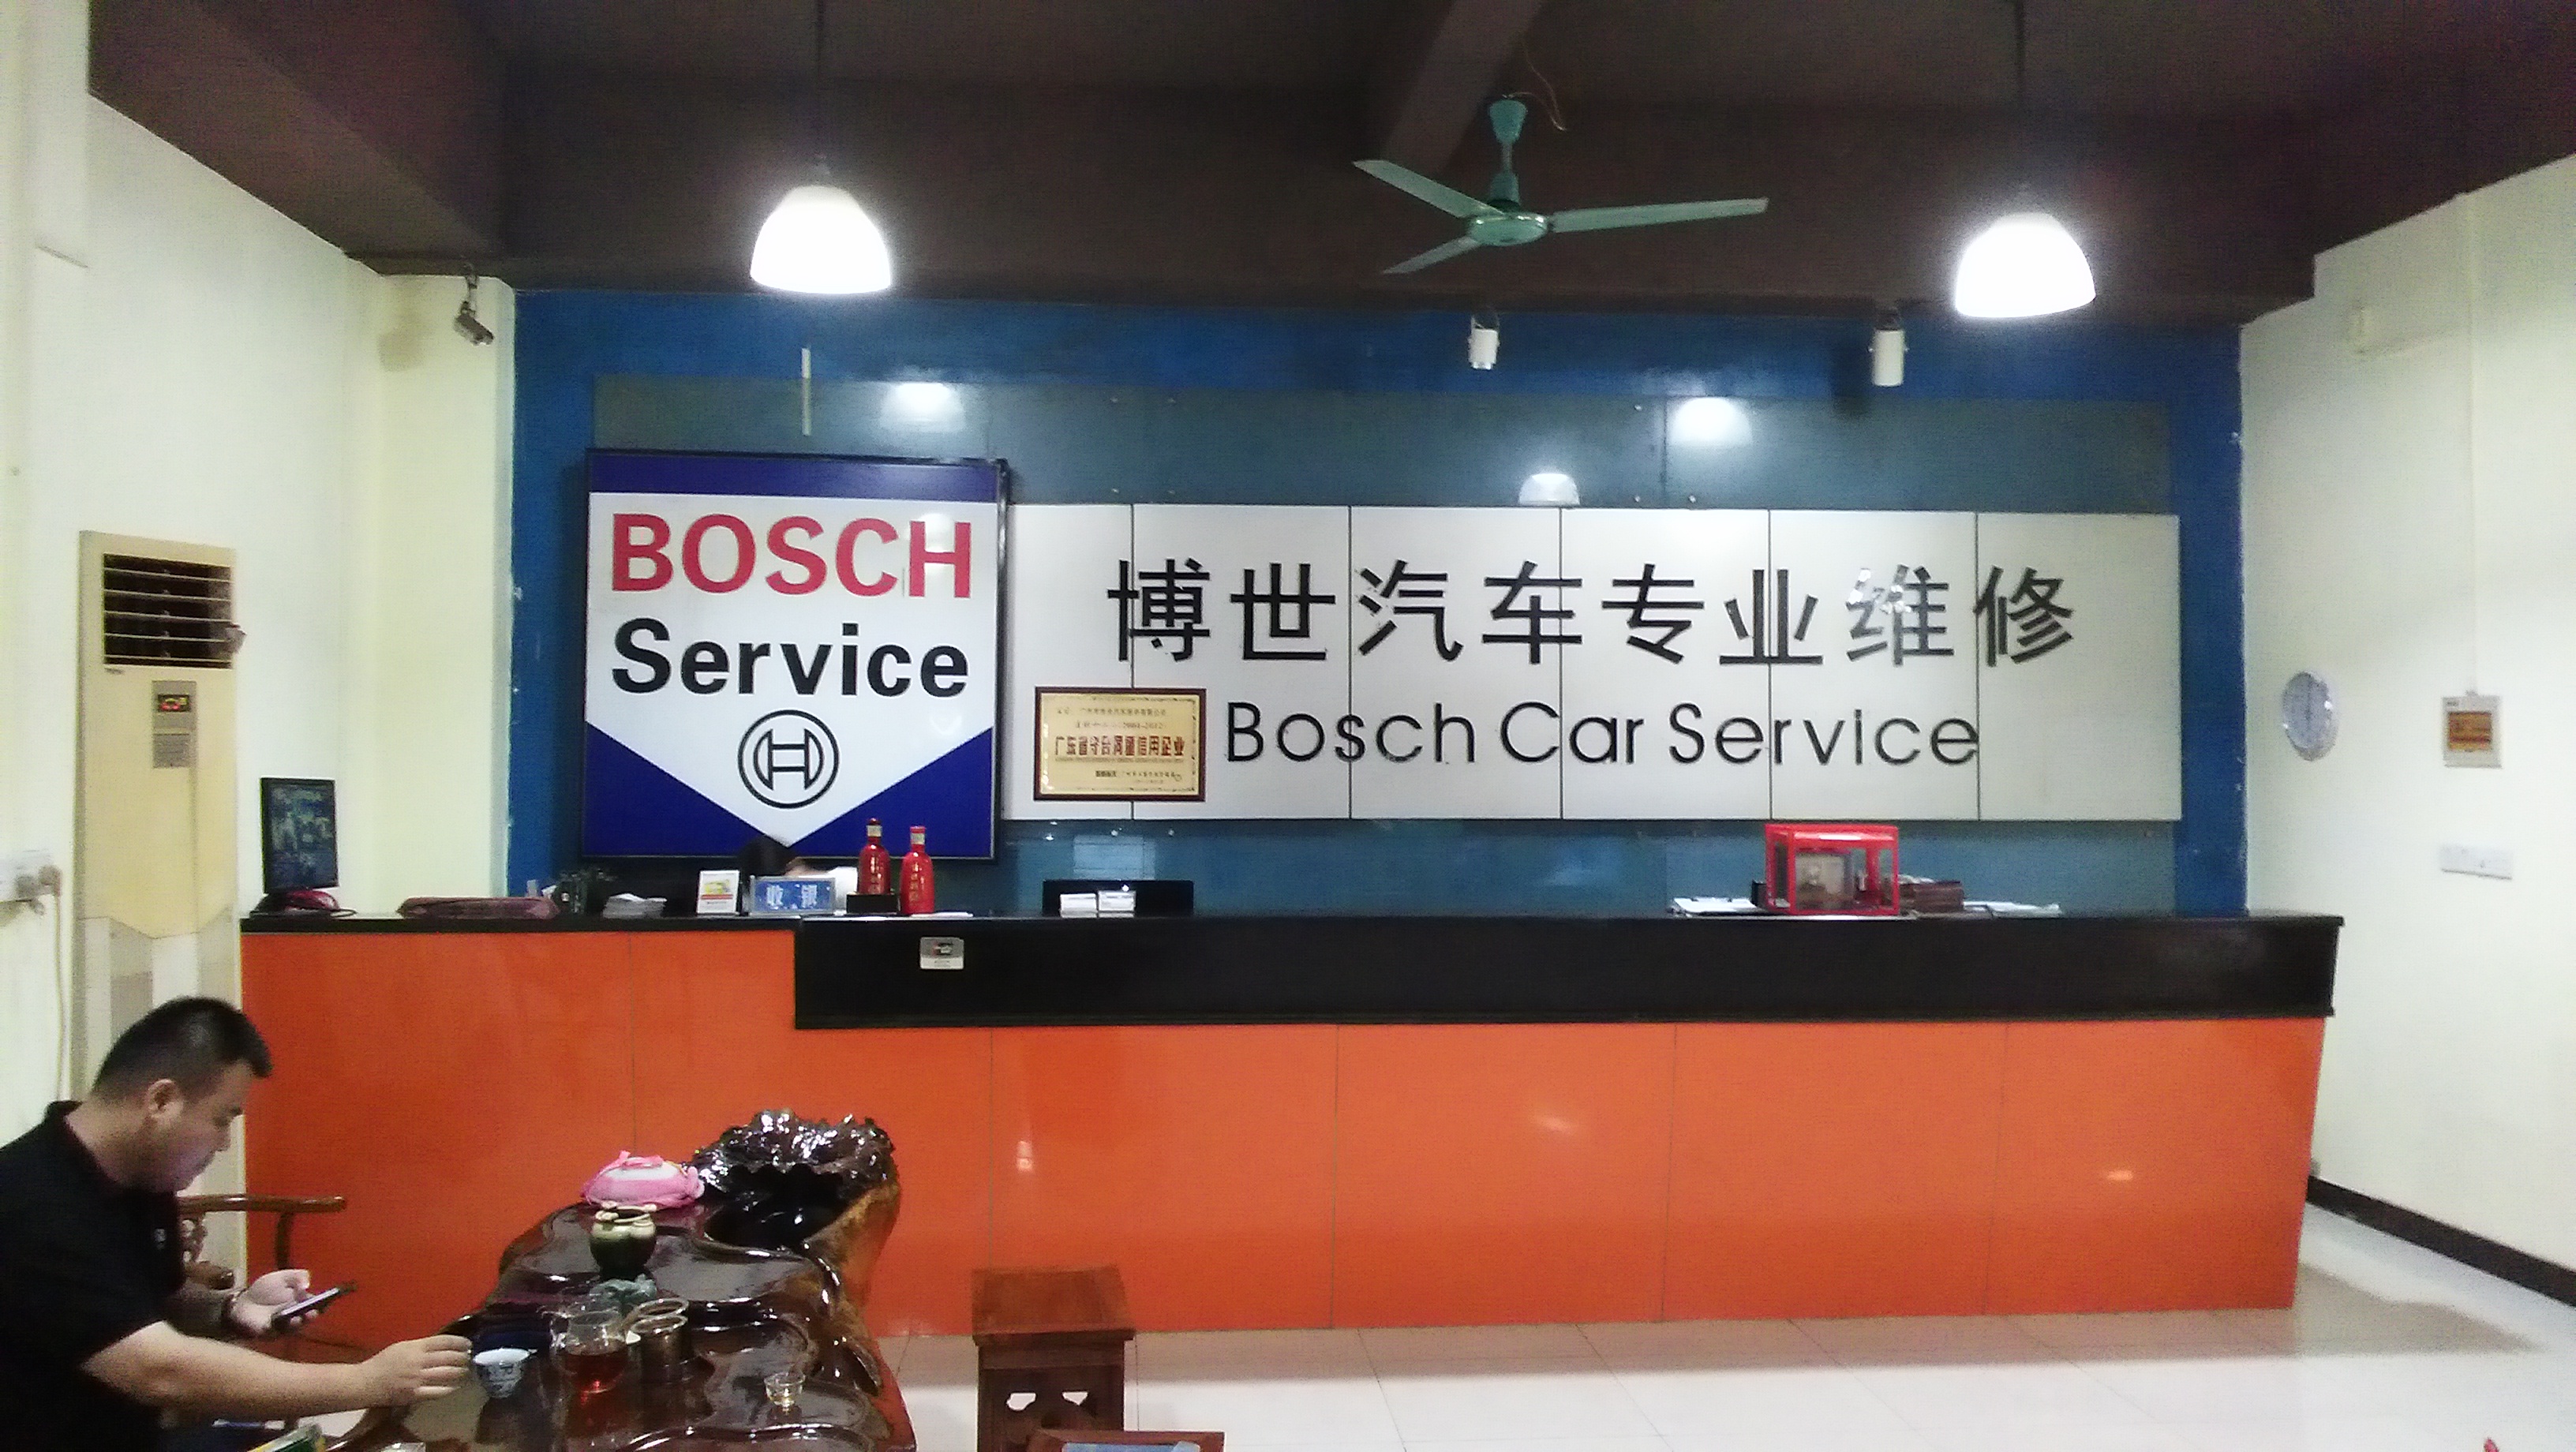 BOSCH
Service
博世汽车专业维修
Bosch Car Service
广东省守合同重信用企业
收银